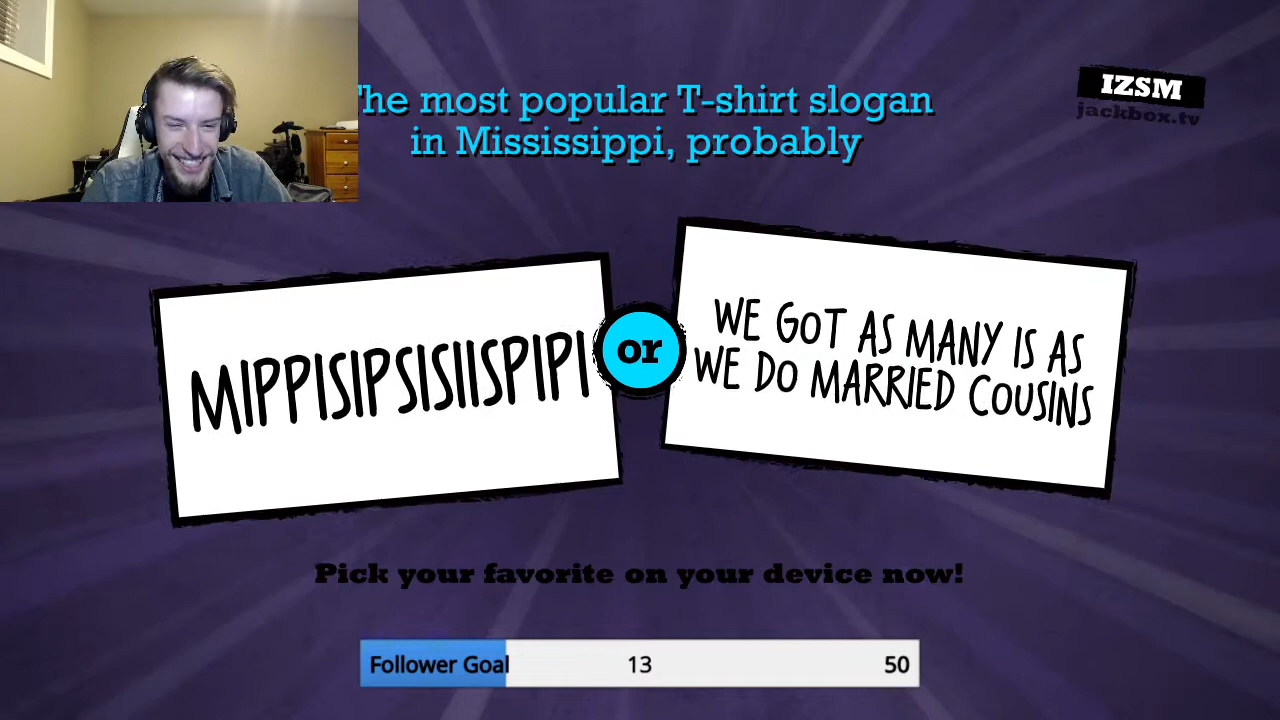 The most popular T-shirt slogan
in Mississippi, probably
IZSM
jackbox.tv
MIPPISIPSISIISPIPI
or
WE GOT AS MANY IS AS
WE DO MARRIED COUSINS
Pick your favorite on your device now!
Follower Goal 13 50